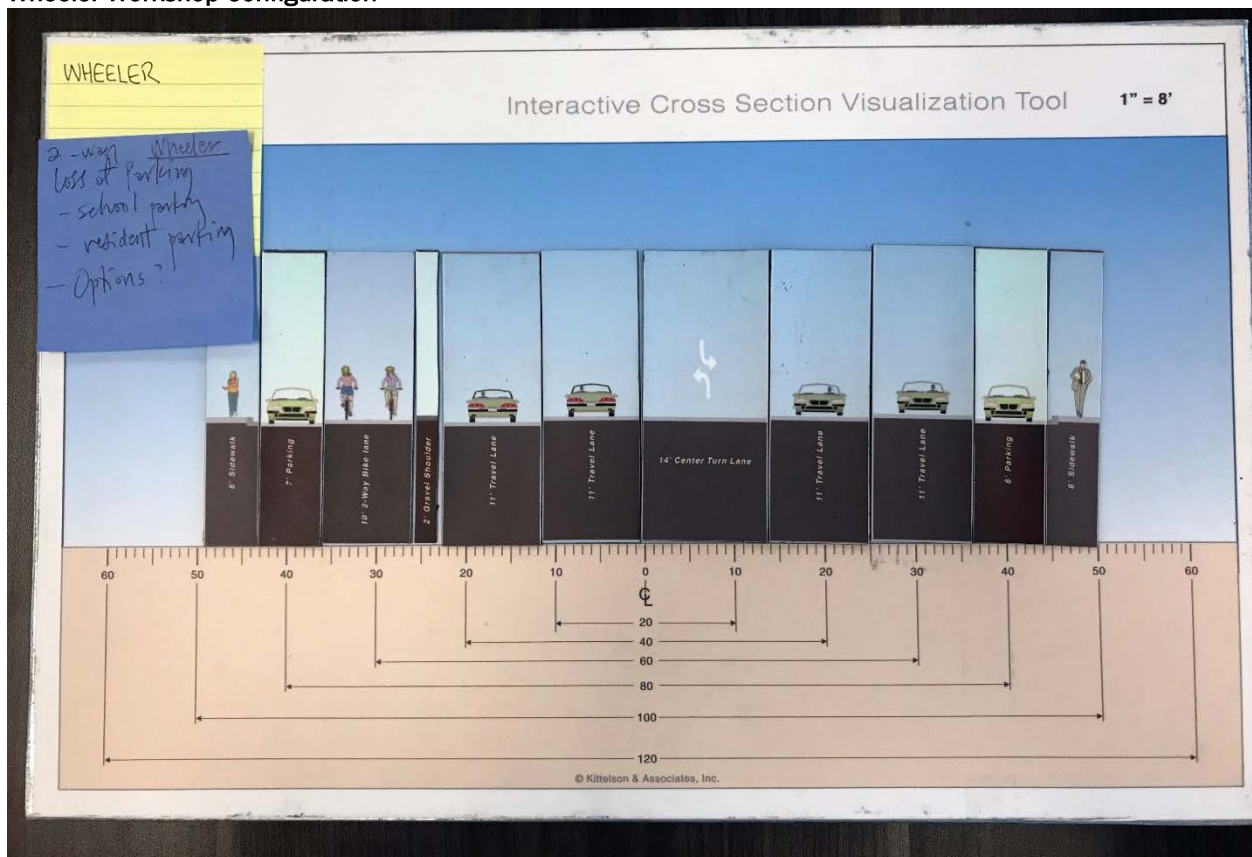 Wheeler Workshop Configuration
WHEELER
2-way Wheeler
Loss of Parking
- school parking
- resident parking
- Options?
Interactive Cross Section Visualization Tool
1" = 8'
6' Sidewalk
7' Parking
10' 2-Way Bike lane
2' Gravel Shoulder
11' Travel Lane
11' Travel Lane
14' Center Turn Lane
11' Travel Lane
11' Travel Lane
8' Parking
6' Sidewalk
60 50 40 30 20 10 0 10 20 30 40 50 60
CL
20
40
60
80
100
120
© Kittelson & Associates, Inc.